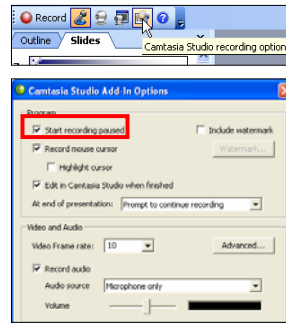 Record
Outline Slides
Camtasia Studio recording option
Camtasia Studio Add-In Options
Program
Start recording paused
Include watermark
Record mouse cursor
Watermark...
Highlight cursor
Edit in Camtasia Studio when finished
At end of presentation: Prompt to continue recording
Video and Audio
Video Frame rate: 10 Advanced...
Record audio
Audio source Microphone only
Volume